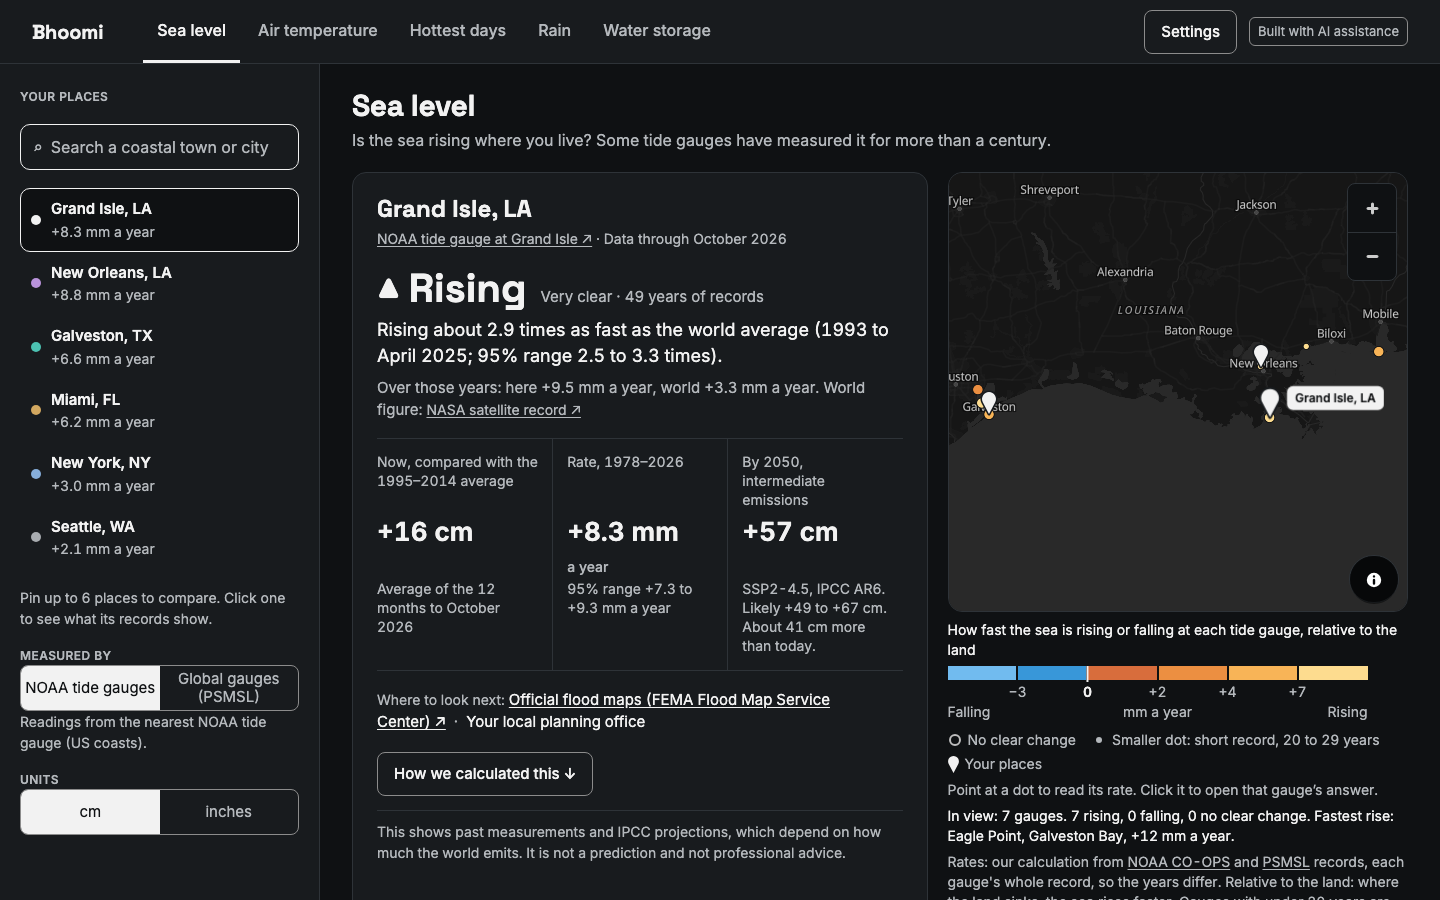 Bhoomi
Sea level
Air temperature
Hottest days
Rain
Water storage
Settings
Built with AI assistance
YOUR PLACES
Search a coastal town or city
Grand Isle, LA
+8.3 mm a year
New Orleans, LA
+8.8 mm a year
Galveston, TX
+6.6 mm a year
Miami, FL
+6.2 mm a year
New York, NY
+3.0 mm a year
Seattle, WA
+2.1 mm a year
Pin up to 6 places to compare. Click one
to see what its records show.
MEASURED BY
NOAA tide gauges
Global gauges
(PSMSL)
Readings from the nearest NOAA tide
gauge (US coasts).
UNITS
cm
inches
Sea level
Is the sea rising where you live? Some tide gauges have measured it for more than a century.
Grand Isle, LA
NOAA tide gauge at Grand Isle ↗ · Data through October 2026
▲ Rising
Very clear · 49 years of records
Rising about 2.9 times as fast as the world average (1993 to
April 2025; 95% range 2.5 to 3.3 times).
Over those years: here +9.5 mm a year, world +3.3 mm a year. World
figure: NASA satellite record ↗
Now, compared with the
1995–2014 average
+16 cm
Average of the 12
months to October
2026
Rate, 1978–2026
+8.3 mm
a year
95% range +7.3 to
+9.3 mm a year
By 2050,
intermediate
emissions
+57 cm
SSP2-4.5, IPCC AR6.
Likely +49 to +67 cm.
About 41 cm more
than today.
Where to look next: Official flood maps (FEMA Flood Map Service
Center) ↗ · Your local planning office
How we calculated this ↓
This shows past measurements and IPCC projections, which depend on how
much the world emits. It is not a prediction and not professional advice.
Shreveport
Tyler
Jackson
Alexandria
LOUISIANA
Mobile
Baton Rouge
Biloxi
New Orleans
uston
Galveston
Grand Isle, LA
+
−
How fast the sea is rising or falling at each tide gauge, relative to the
land
−3
0
+2
+4
+7
Falling
mm a year
Rising
No clear change
Smaller dot: short record, 20 to 29 years
Your places
Point at a dot to read its rate. Click it to open that gauge’s answer.
In view: 7 gauges. 7 rising, 0 falling, 0 no clear change. Fastest rise:
Eagle Point, Galveston Bay, +12 mm a year.
Rates: our calculation from NOAA CO-OPS and PSMSL records, each
gauge's whole record, so the years differ. Relative to the land: where